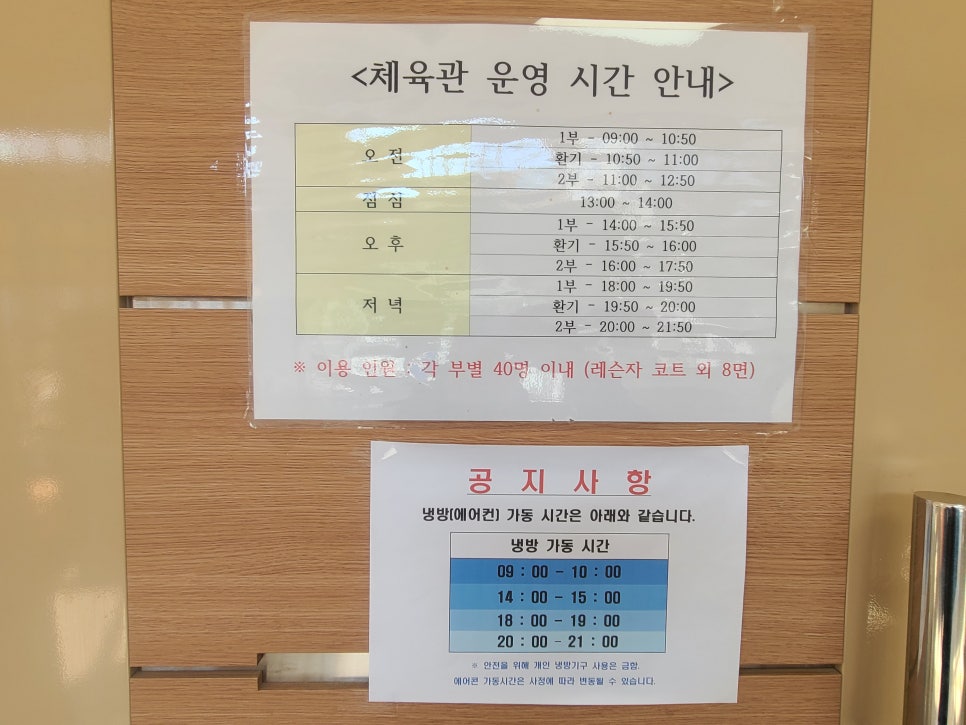 <체육관 운영 시간 안내>
오 전
1부 - 09:00 ~ 10:50
환기 - 10:50 ~ 11:00
2부 - 11:00 ~ 12:50
점 심
13:00 ~ 14:00
오 후
1부 - 14:00 ~ 15:50
환기 - 15:50 ~ 16:00
2부 - 16:00 ~ 17:50
저 녁
1부 - 18:00 ~ 19:50
환기 - 19:50 ~ 20:00
2부 - 20:00 ~ 21:50
※ 이용 인원 : 각 부별 40명 이내 (레슨자 코트 외 8면)
공 지 사 항
냉방(에어컨) 가동 시간은 아래와 같습니다.
냉방 가동 시간
09 : 00 - 10 : 00
14 : 00 - 15 : 00
18 : 00 - 19 : 00
20 : 00 - 21 : 00
※ 안전을 위해 개인 냉방기구 사용은 금함.
에어콘 가동시간은 사정에 따라 변동될 수 있습니다.